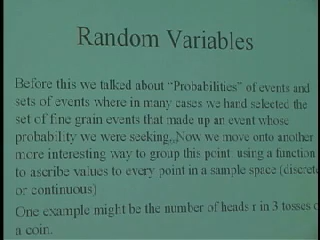 Random Variables
Before this we talked about "Probabilities" of events and
sets of events where in many cases we hand selected the
set of fine grain events that made up an event whose
probability we were seeking. Now we move onto another
more interesting way to group this point: using a function
to ascribe values to every point in a sample space (discrete
or continuous)
One example might be the number of heads r in 3 tosses of
a coin.